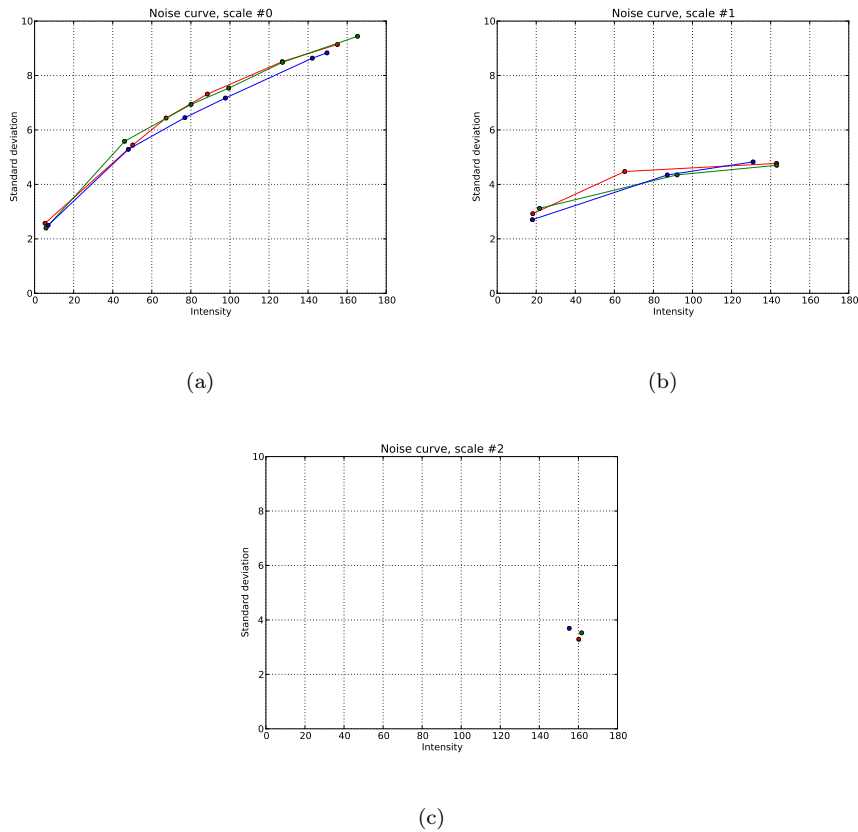 Noise curve, scale #0
10
8
6
4
2
0
Standard deviation
0 20 40 60 80 100 120 140 160 180
Intensity
(a)
Noise curve, scale #1
10
8
6
4
2
0
Standard deviation
0 20 40 60 80 100 120 140 160 180
Intensity
(b)
Noise curve, scale #2
10
8
6
4
2
0
Standard deviation
0 20 40 60 80 100 120 140 160 180
Intensity
(c)